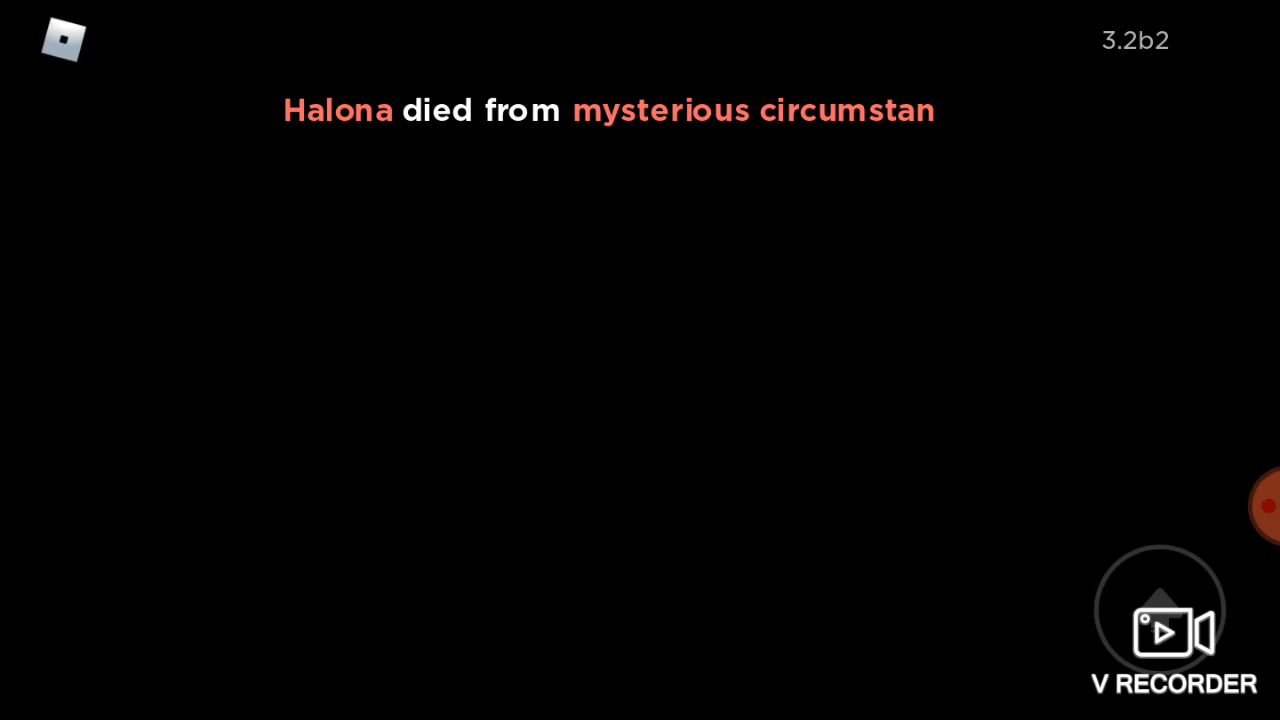 3.2b2
Halona died from mysterious circumstan
V RECORDER